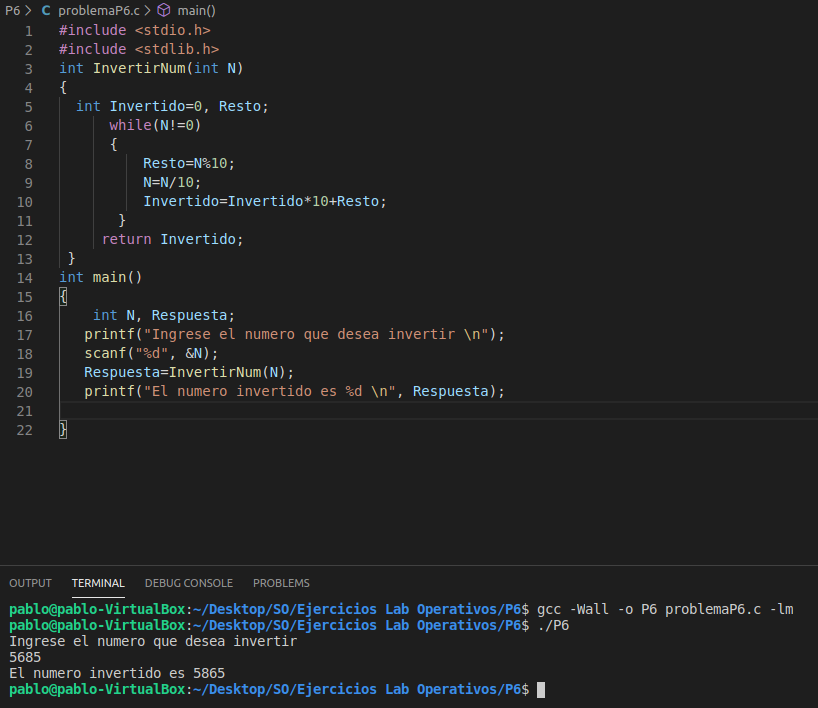 P6 > C problemaP6.c > main()
1 #include <stdio.h>
2 #include <stdlib.h>
3 int InvertirNum(int N)
4 {
5 int Invertido=0, Resto;
6 while(N!=0)
7 {
8 Resto=N%10;
9 N=N/10;
10 Invertido=Invertido*10+Resto;
11 }
12 return Invertido;
13 }
14 int main()
15 {
16 int N, Respuesta;
17 printf("Ingrese el numero que desea invertir \n");
18 scanf("%d", &N);
19 Respuesta=InvertirNum(N);
20 printf("El numero invertido es %d \n", Respuesta);
21
22 }
OUTPUT TERMINAL DEBUG CONSOLE PROBLEMS
pablo@pablo-VirtualBox:~/Desktop/SO/Ejercicios Lab Operativos/P6$ gcc -Wall -o P6 problemaP6.c -lm
pablo@pablo-VirtualBox:~/Desktop/SO/Ejercicios Lab Operativos/P6$ ./P6
Ingrese el numero que desea invertir
5685
El numero invertido es 5865
pablo@pablo-VirtualBox:~/Desktop/SO/Ejercicios Lab Operativos/P6$